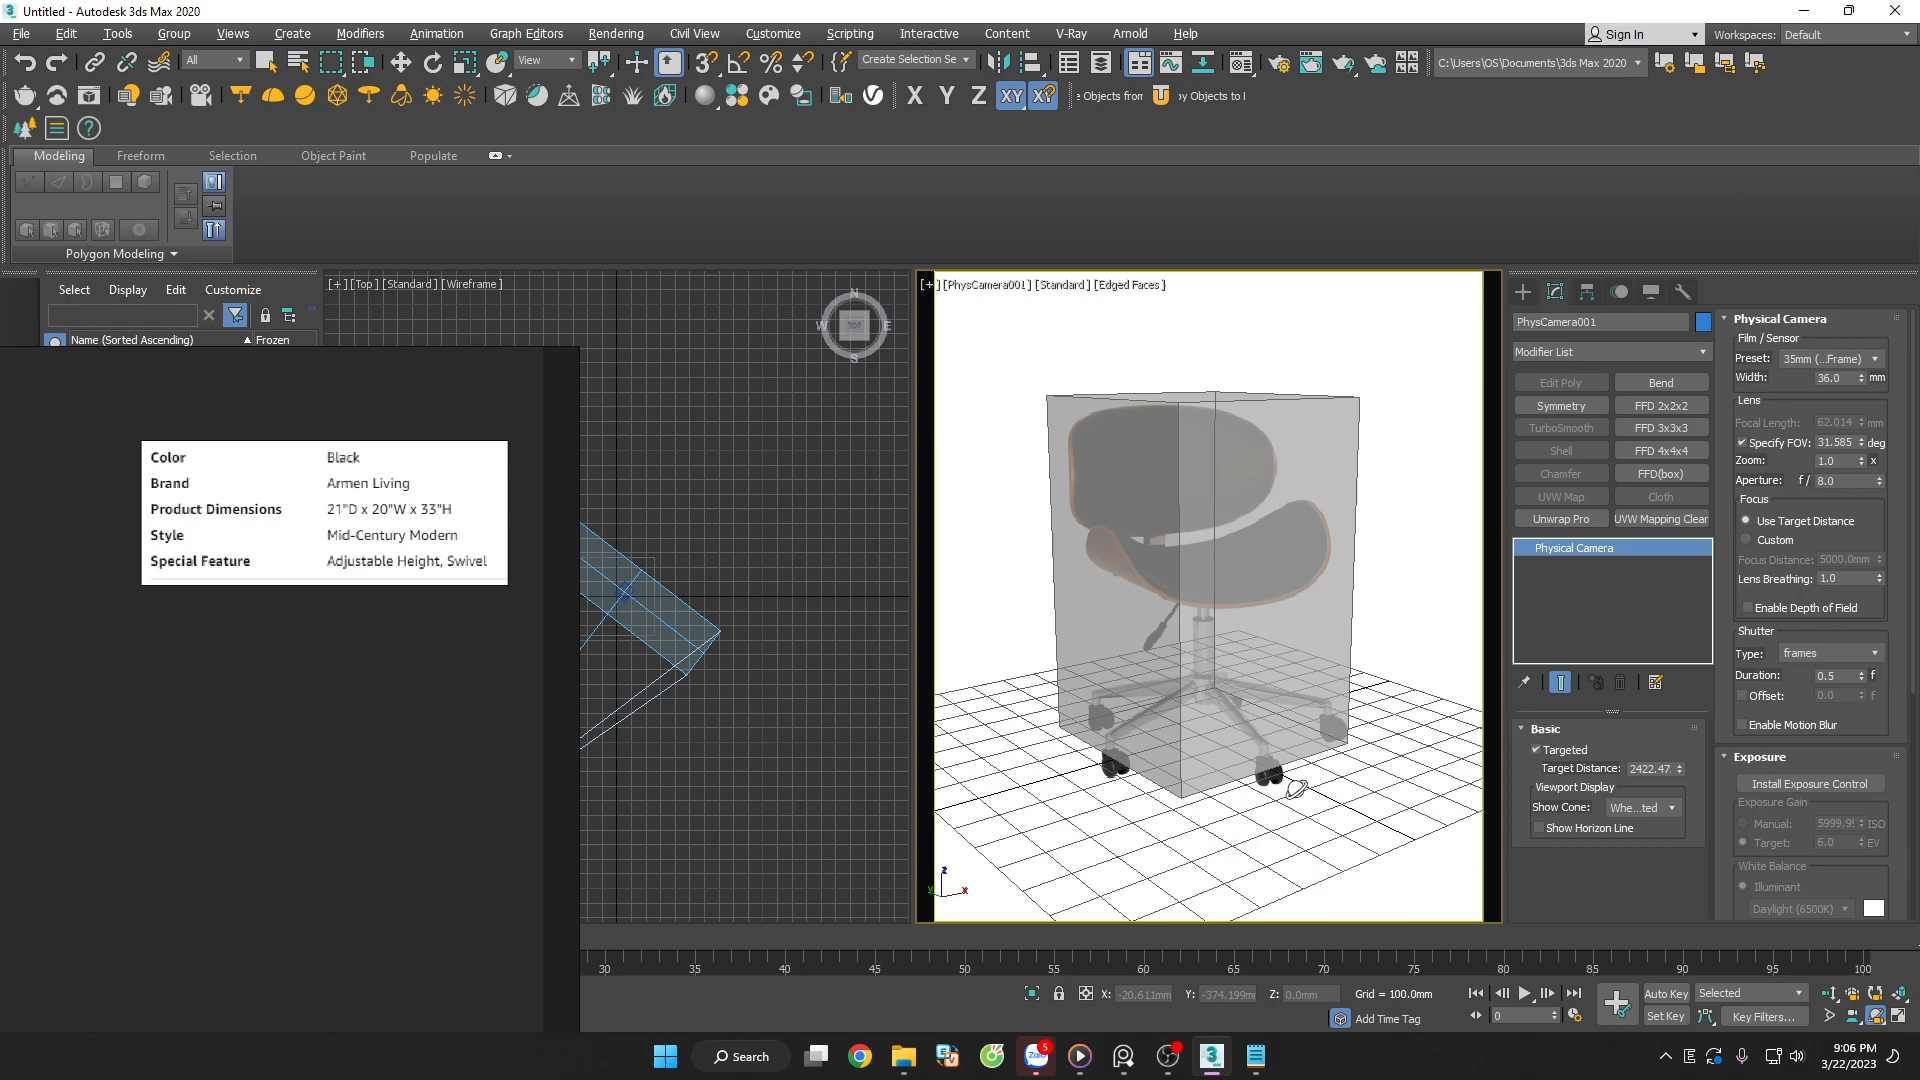 Untitled - Autodesk 3ds Max 2020
File Edit Tools Group Views Create Modifiers Animation Graph Editors Rendering Civil View Customize Scripting Interactive Content V-Ray Arnold Help
Sign In Workspaces: Default
All View Create Selection Se C:\Users\OS\Documents\3ds Max 2020
X Y Z XY XY e Objects from by Objects to I
Modeling Freeform Selection Object Paint Populate
Polygon Modeling
Select Display Edit Customize
Name (Sorted Ascending) Frozen
[+][Top][Standard][Wireframe]
N
W TOP E
S
[+][PhysCamera001][Standard][Edged Faces]
Color Black
Brand Armen Living
Product Dimensions 21"D x 20"W x 33"H
Style Mid-Century Modern
Special Feature Adjustable Height, Swivel
z
y x
PhysCamera001
Modifier List
Edit Poly Bend
Symmetry FFD 2x2x2
TurboSmooth FFD 3x3x3
Shell FFD 4x4x4
Chamfer FFD(box)
UVW Map Cloth
Unwrap Pro UVW Mapping Clear
Physical Camera
Basic
Targeted
Target Distance: 2422.47
Viewport Display
Show Cone: Whe...ted
Show Horizon Line
Physical Camera
Film / Sensor
Preset: 35mm (...Frame)
Width: 36.0 mm
Lens
Focal Length: 62.014 mm
Specify FOV: 31.585 deg
Zoom: 1.0 x
Aperture: f / 8.0
Focus
Use Target Distance
Custom
Focus Distance: 5000.0mm
Lens Breathing: 1.0
Enable Depth of Field
Shutter
Type: frames
Duration: 0.5 f
Offset: 0.0 f
Enable Motion Blur
Exposure
Install Exposure Control
Exposure Gain
Manual: 5999.99 ISO
Target: 6.0 EV
White Balance
Illuminant
Daylight (6500K)
30 35 40 45 50 55 60 65 70 75 80 85 90 95 100
X: -20.611mm Y: -374.199mm Z: 0.0mm Grid = 100.0mm
Add Time Tag
0
Auto Key Selected
Set Key Key Filters...
Search
Zalo 5
3
9:06 PM
3/22/2023